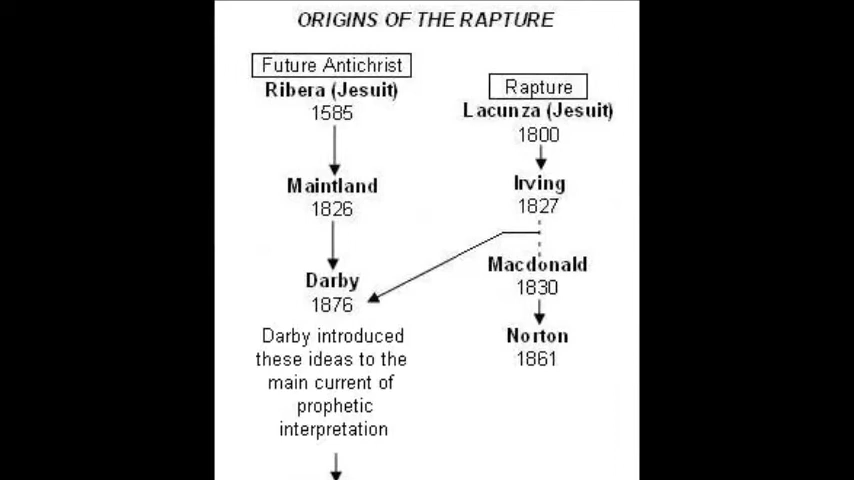 ORIGINS OF THE RAPTURE
Future Antichrist
Ribera (Jesuit)
1585
Maintland
1826
Darby
1876
Darby introduced
these ideas to the
main current of
prophetic
interpretation
Rapture
Lacunza (Jesuit)
1800
Irving
1827
Macdonald
1830
Norton
1861